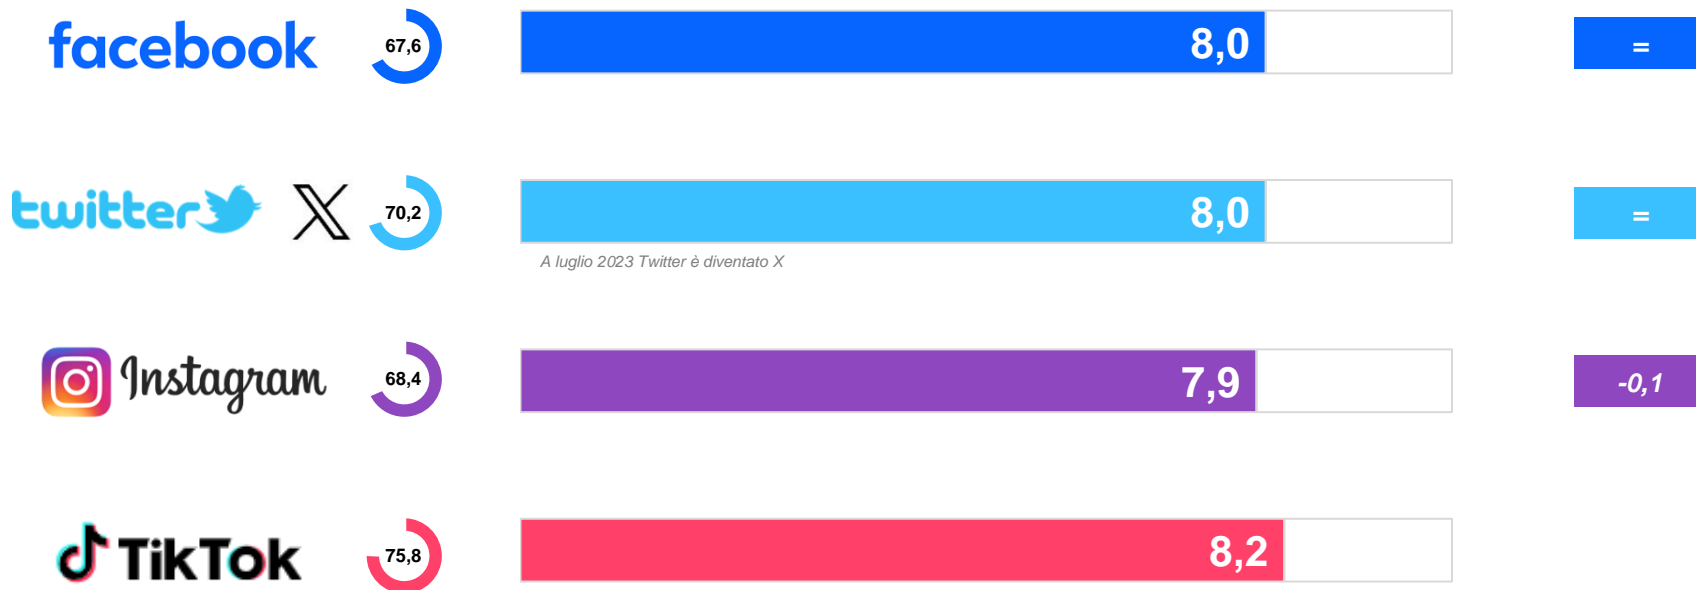 facebook 67,6 8,0 =
twitter X 70,2 8,0 =
A luglio 2023 Twitter è diventato X
Instagram 68,4 7,9 -0,1
TikTok 75,8 8,2